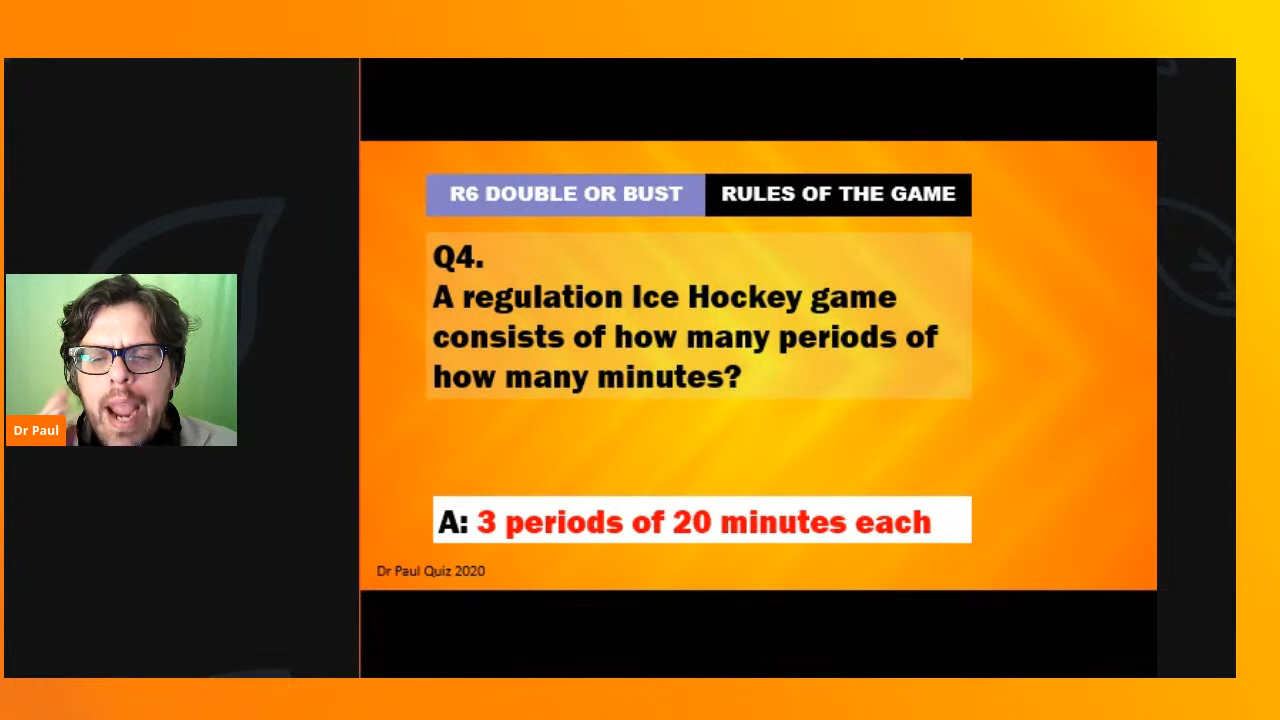 R6 DOUBLE OR BUST RULES OF THE GAME
Q4.
A regulation Ice Hockey game
consists of how many periods of
how many minutes?
Dr Paul
A: 3 periods of 20 minutes each
Dr Paul Quiz 2020